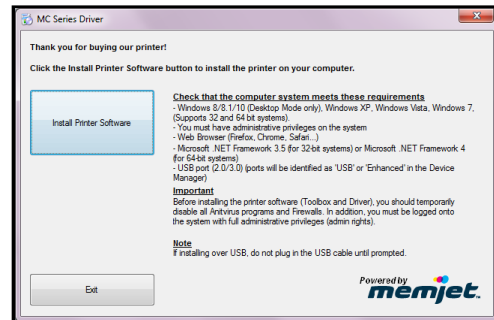 MC Series Driver
Thank you for buying our printer!
Click the Install Printer Software button to install the printer on your computer.
Install Printer Software
Check that the computer system meets these requirements
- Windows 8/8.1/10 (Desktop Mode only), Windows XP, Windows Vista, Windows 7,
(Supports 32 and 64 bit systems).
- You must have administrative privileges on the system
- Web Browser (Firefox, Chrome, Safari...)
- Microsoft .NET Framework 3.5 (for 32-bit systems) or Microsoft .NET Framework 4
(for 64-bit systems)
- USB port (2.0/3.0) (ports will be identified as 'USB' or 'Enhanced' in the Device
Manager)
Important
Before installing the printer software (Toolbox and Driver), you should temporarily
disable all Anitvirus programs and Firewalls. In addition, you must be logged onto
the system with full administrative privileges (admin rights).
Note
If installing over USB, do not plug in the USB cable until prompted.
Exit
Powered by
memjet